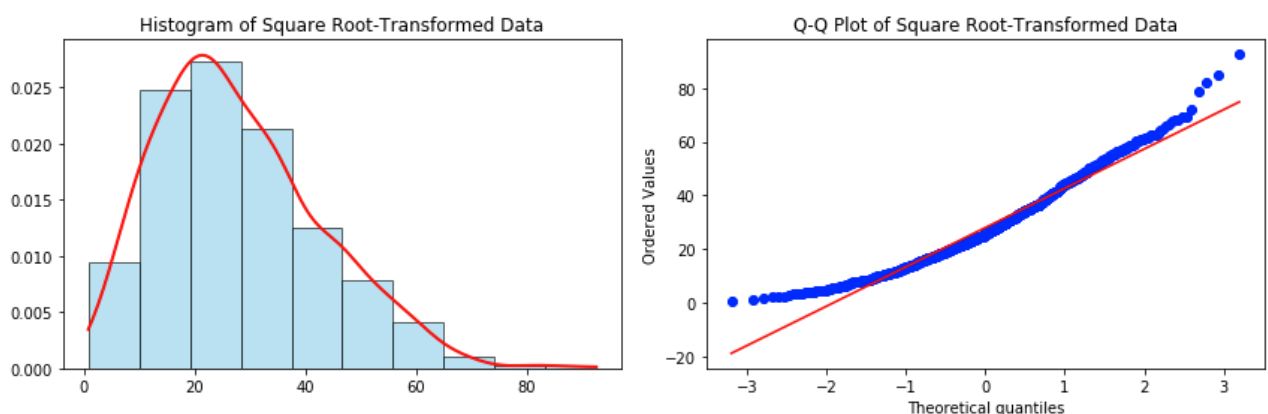 Histogram of Square Root-Transformed Data
0.025
0.020
0.015
0.010
0.005
0.000
0 20 40 60 80
Q-Q Plot of Square Root-Transformed Data
Ordered Values
80
60
40
20
0
−20
−3 −2 −1 0 1 2 3
Theoretical quantiles